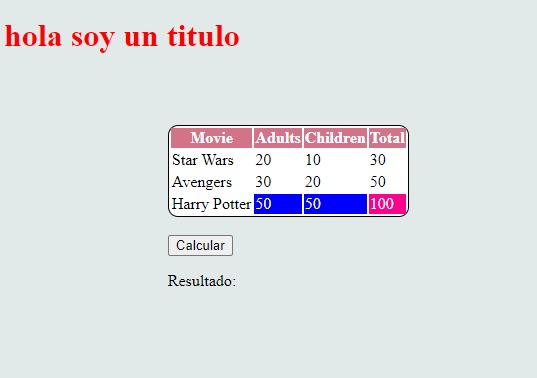 hola soy un titulo
Movie Adults Children Total
Star Wars 20 10 30
Avengers 30 20 50
Harry Potter 50 50 100
Calcular
Resultado: